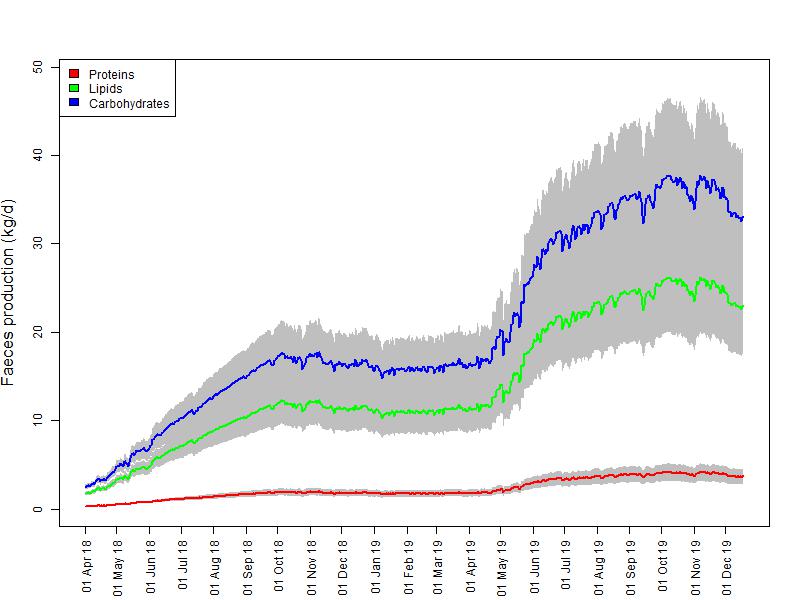 Proteins
Lipids
Carbohydrates
Faeces production (kg/d)
50
40
30
20
10
0
01 Apr 18
01 May 18
01 Jun 18
01 Jul 18
01 Aug 18
01 Sep 18
01 Oct 18
01 Nov 18
01 Dec 18
01 Jan 19
01 Feb 19
01 Mar 19
01 Apr 19
01 May 19
01 Jun 19
01 Jul 19
01 Aug 19
01 Sep 19
01 Oct 19
01 Nov 19
01 Dec 19